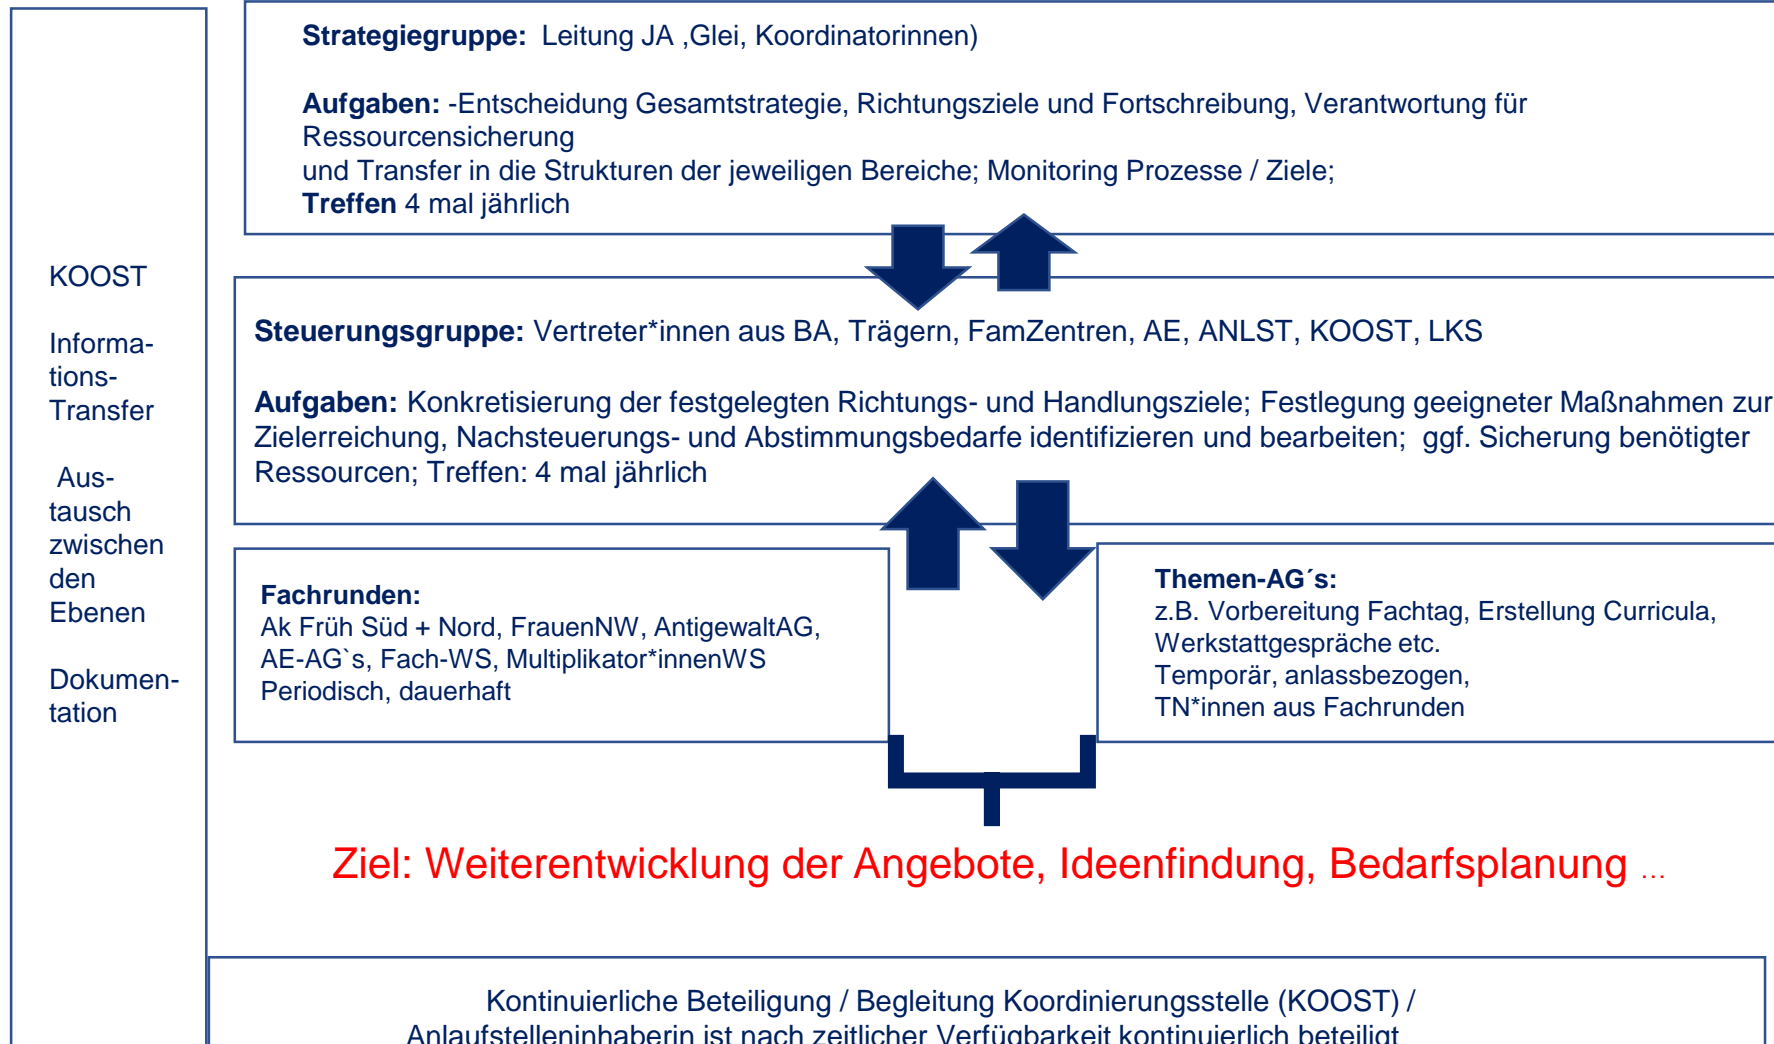 KOOST
Informa-
tions-
Transfer
Aus-
tausch
zwischen
den
Ebenen
Dokumen-
tation
Strategiegruppe: Leitung JA ,Glei, Koordinatorinnen)
Aufgaben: -Entscheidung Gesamtstrategie, Richtungsziele und Fortschreibung, Verantwortung für
Ressourcensicherung
und Transfer in die Strukturen der jeweiligen Bereiche; Monitoring Prozesse / Ziele;
Treffen 4 mal jährlich
Steuerungsgruppe: Vertreter*innen aus BA, Trägern, FamZentren, AE, ANLST, KOOST, LKS
Aufgaben: Konkretisierung der festgelegten Richtungs- und Handlungsziele; Festlegung geeigneter Maßnahmen zur
Zielerreichung, Nachsteuerungs- und Abstimmungsbedarfe identifizieren und bearbeiten; ggf. Sicherung benötigter
Ressourcen; Treffen: 4 mal jährlich
Fachrunden:
Ak Früh Süd + Nord, FrauenNW, AntigewaltAG,
AE-AG`s, Fach-WS, Multiplikator*innenWS
Periodisch, dauerhaft
Themen-AG´s:
z.B. Vorbereitung Fachtag, Erstellung Curricula,
Werkstattgespräche etc.
Temporär, anlassbezogen,
TN*innen aus Fachrunden
Ziel: Weiterentwicklung der Angebote, Ideenfindung, Bedarfsplanung ...
Kontinuierliche Beteiligung / Begleitung Koordinierungsstelle (KOOST) /
Anlaufstelleninhaberin ist nach zeitlicher Verfügbarkeit kontinuierlich beteiligt